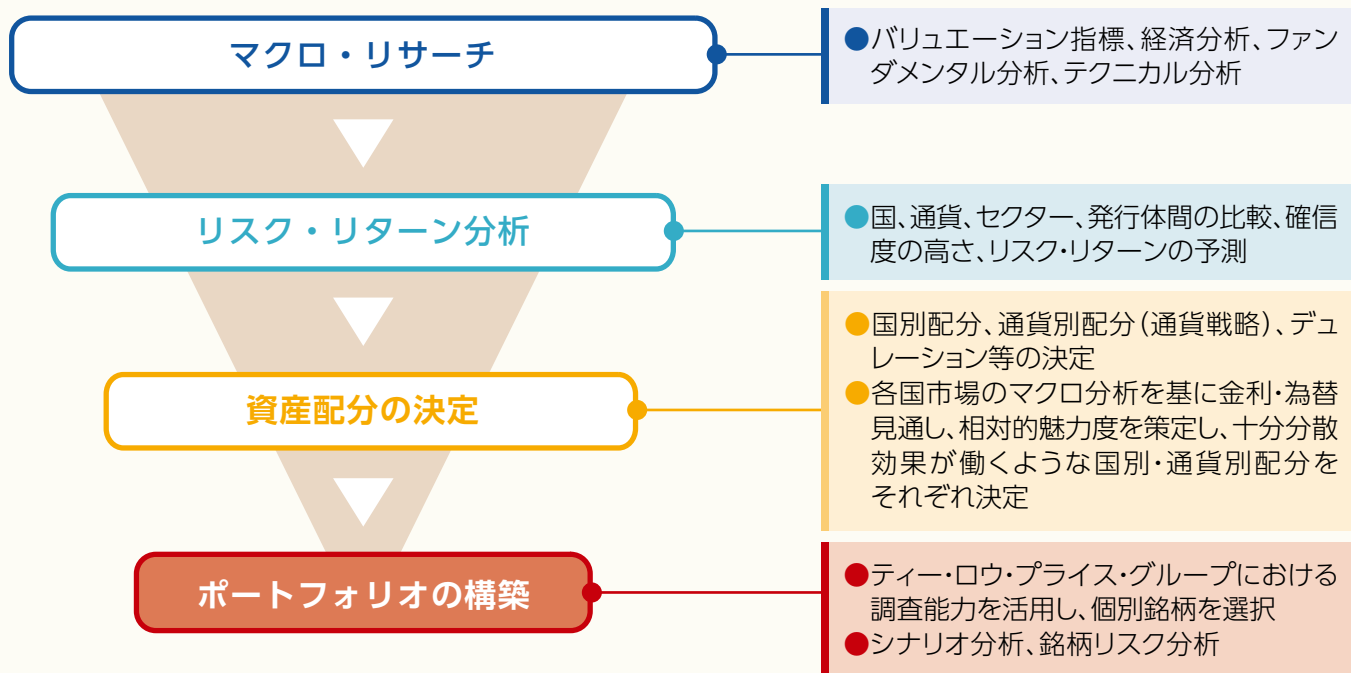 マクロ・リサーチ
●バリュエーション指標、経済分析、ファン
ダメンタル分析、テクニカル分析
リスク・リターン分析
●国、通貨、セクター、発行体間の比較、確信
度の高さ、リスク・リターンの予測
資産配分の決定
●国別配分、通貨別配分（通貨戦略）、デュ
レーション等の決定
●各国市場のマクロ分析を基に金利・為替
見通し、相対的魅力度を策定し、十分分散
効果が働くような国別・通貨別配分を
それぞれ決定
ポートフォリオの構築
●ティー・ロウ・プライス・グループにおける
調査能力を活用し、個別銘柄を選択
●シナリオ分析、銘柄リスク分析